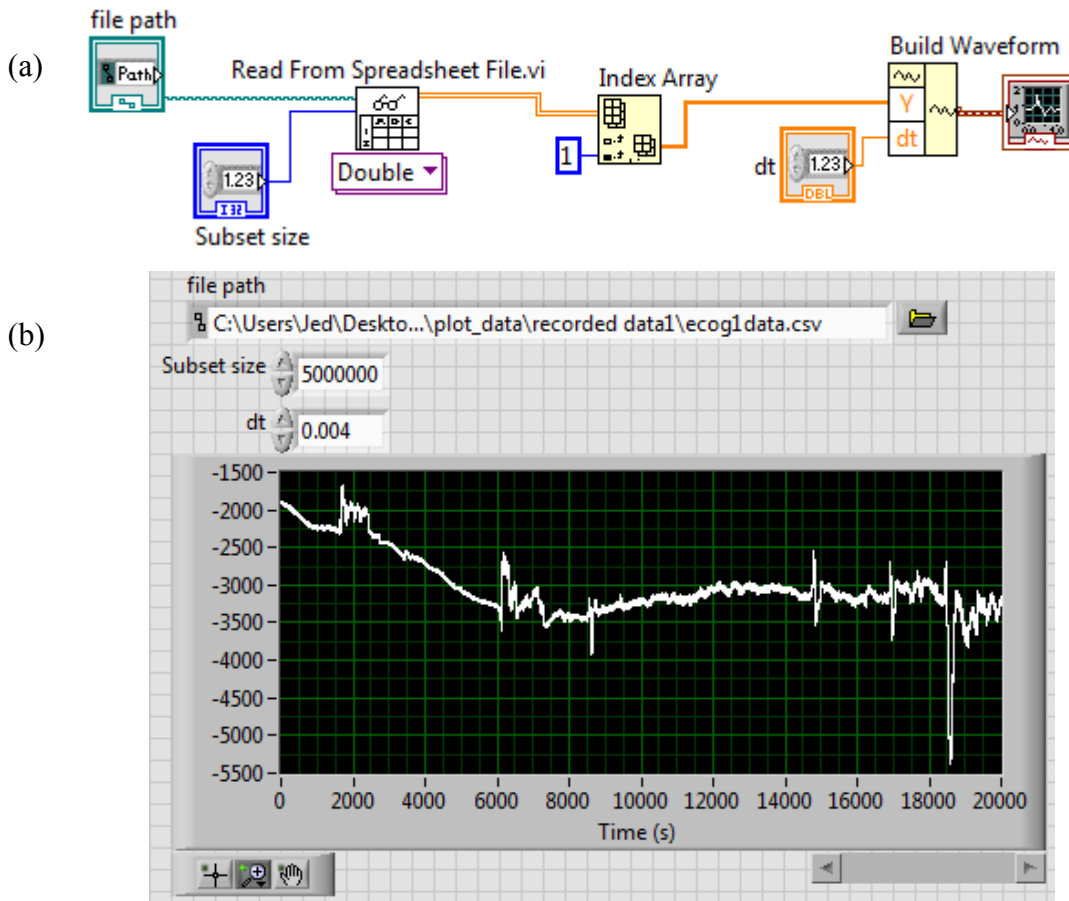 file path
(a)
Path
Read From Spreadsheet File.vi
Index Array
Build Waveform
1
Y
dt
Double
dt
1.23
DBL
1.23
I32
Subset size
(b)
file path
C:\Users\Jed\Deskto...\plot_data\recorded data1\ecog1data.csv
Subset size 5000000
dt 0.004
-1500
-2000
-2500
-3000
-3500
-4000
-4500
-5000
-5500
0 2000 4000 6000 8000 10000 12000 14000 16000 18000 20000
Time (s)